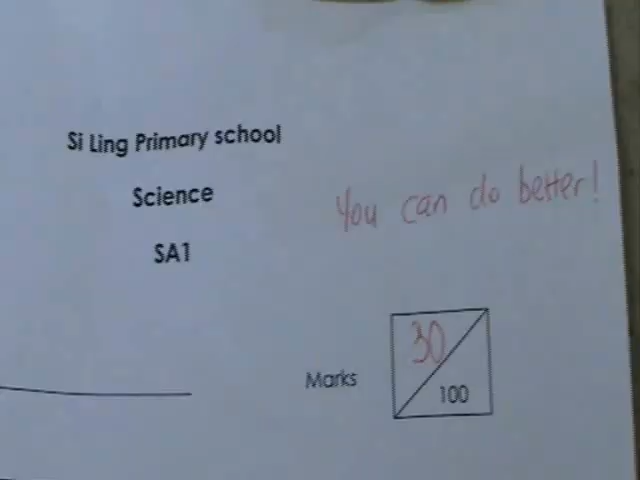 Si Ling Primary school
Science
SA1
You can do better!
30
Marks
100